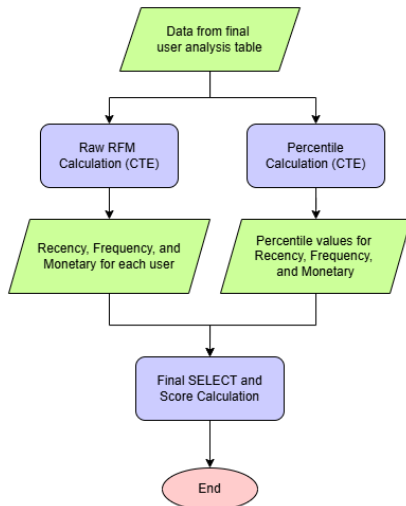 Data from final
user analysis table
Raw RFM
Calculation (CTE)
Percentile
Calculation (CTE)
Recency, Frequency, and
Monetary for each user
Percentile values for
Recency, Frequency,
and Monetary
Final SELECT and
Score Calculation
End